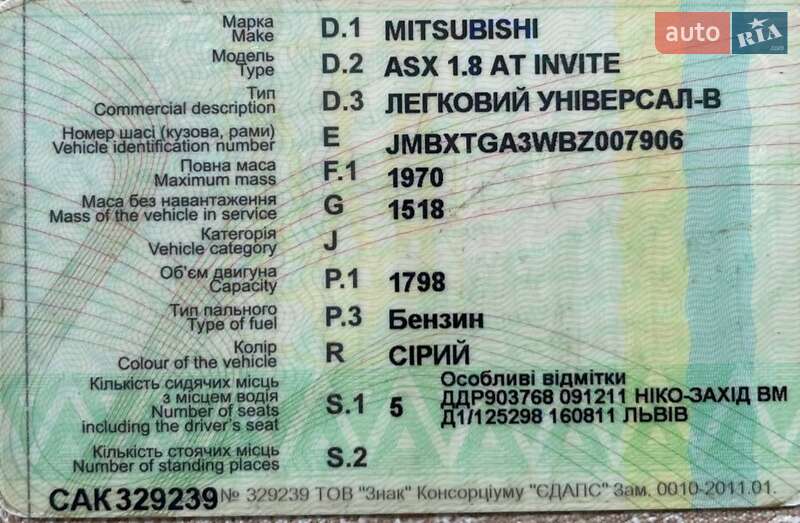 auto RIA.com
Марка D.1 MITSUBISHI
Make
Модель D.2 ASX 1.8 AT INVITE
Type
Тип D.3 ЛЕГКОВИЙ УНІВЕРСАЛ-B
Commercial description
Номер шасі (кузова, рами) E JMBXTGA3WBZ007906
Vehicle identification number
Повна маса F.1 1970
Maximum mass
Маса без навантаження G 1518
Mass of the vehicle in service
Категорія J
Vehicle category
Об'єм двигуна P.1 1798
Capacity
Тип пального P.3 Бензин
Type of fuel
Колір R СІРИЙ
Colour of the vehicle
Кількість сидячих місць
з місцем водія S.1 5
Number of seats
including the driver's seat
Особливі відмітки
ДДР903768 091211 НІКО-ЗАХІД ВМ
Д1/125298 160811 ЛЬВІВ
Кількість стоячих місць S.2
Number of standing places
САК329239 № 329239 ТОВ "Знак" Консорціуму "ЄДАПС" Зам. 0010-2011.01.